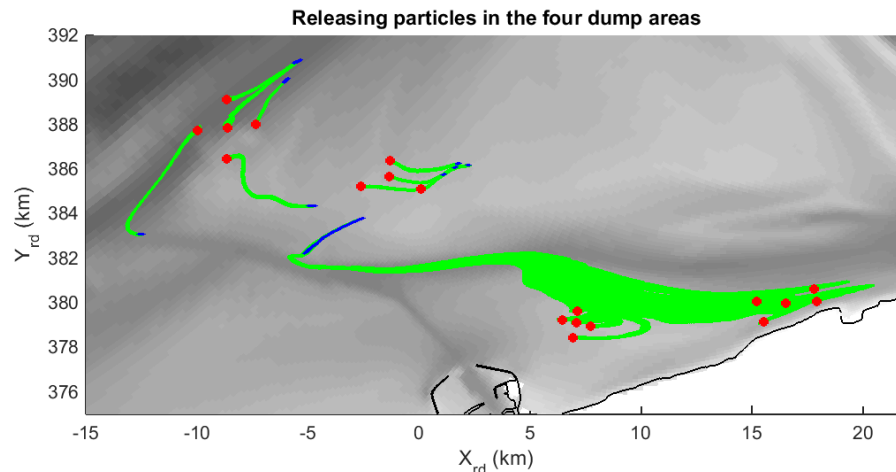 Releasing particles in the four dump areas
392
390
388
386
384
382
380
378
376
Y_rd (km)
-15 -10 -5 0 5 10 15 20
X_rd (km)